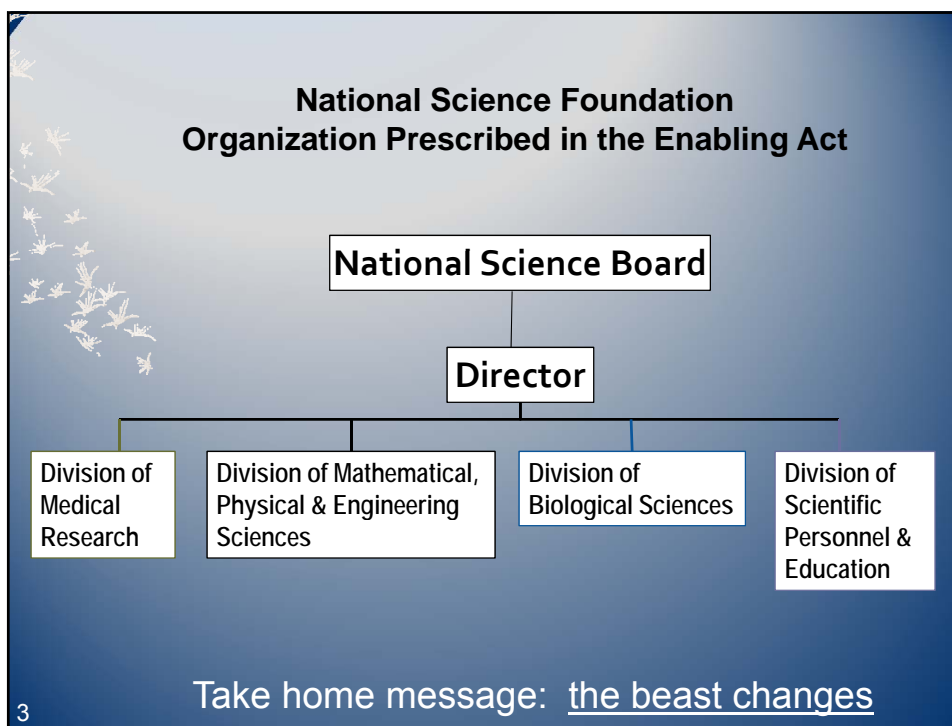 National Science Foundation
Organization Prescribed in the Enabling Act
National Science Board
Director
Division of
Medical
Research
Division of Mathematical,
Physical & Engineering
Sciences
Division of
Biological Sciences
Division of
Scientific
Personnel &
Education
Take home message: the beast changes
3